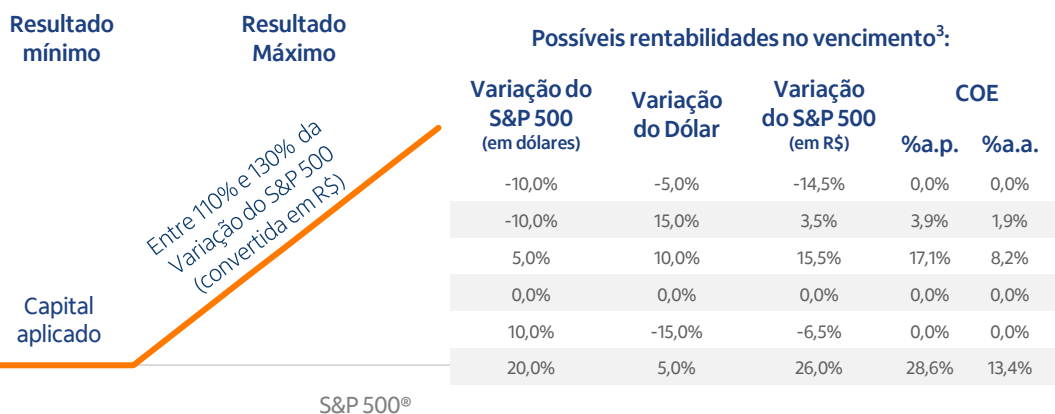 Resultado
mínimo
Resultado
Máximo
Entre 110% e 130% da
Variação do S&P 500
(convertida em R$)
Capital
aplicado
S&P 500®
Possíveis rentabilidades no vencimento³:
Variação do
S&P 500
(em dólares)
Variação
do Dólar
Variação
do S&P 500
(em R$)
COE
%a.p. %a.a.
-10,0% -5,0% -14,5% 0,0% 0,0%
-10,0% 15,0% 3,5% 3,9% 1,9%
5,0% 10,0% 15,5% 17,1% 8,2%
0,0% 0,0% 0,0% 0,0% 0,0%
10,0% -15,0% -6,5% 0,0% 0,0%
20,0% 5,0% 26,0% 28,6% 13,4%